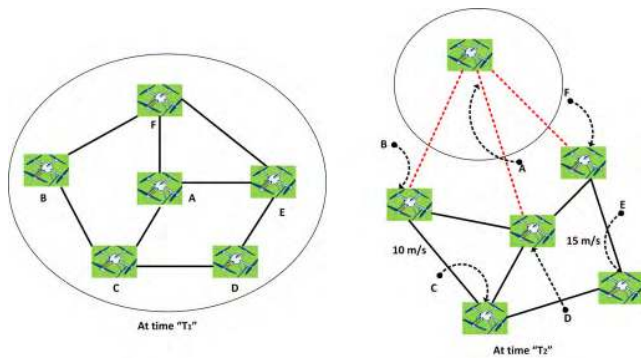 F
B
A
E
C
D
At time "T₁"
F
B
A
E
10 m/s
15 m/s
C
D
At time "T₂"